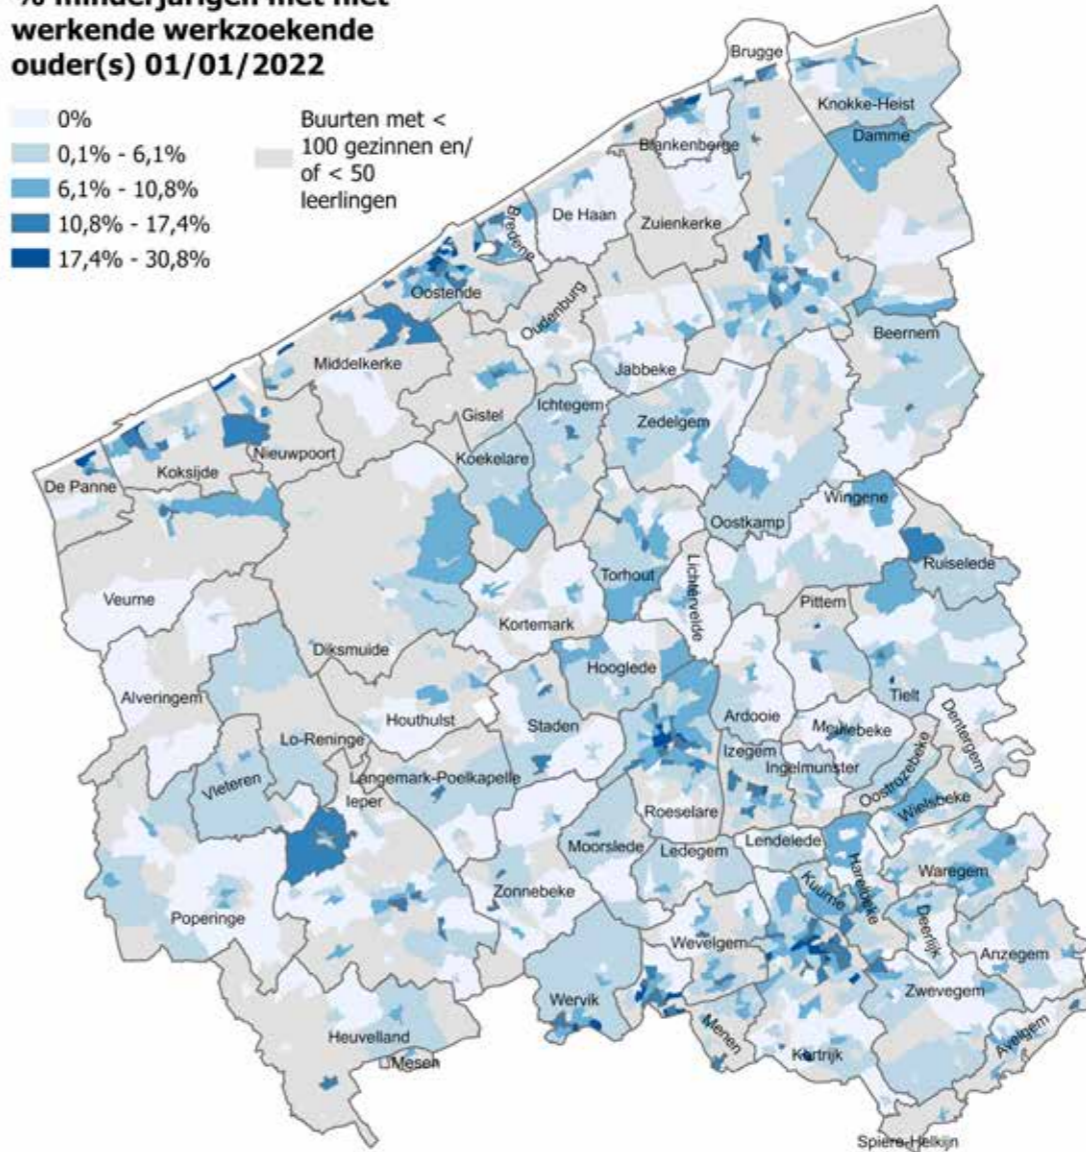 % minderjarigen met niet
werkende werkzoekende
ouder(s) 01/01/2022
0%
0,1% - 6,1%
6,1% - 10,8%
10,8% - 17,4%
17,4% - 30,8%
Buurten met <
100 gezinnen en/
of < 50
leerlingen
Brugge
Knokke-Heist
Damme
Blankenberge
De Haan
Zuienkerke
Bredene
Oostende
Oudenburg
Middelkerke
Jabbeke
Beernem
Gistel
Ichtegem
Zedelgem
Nieuwpoort
Koekelare
Koksijde
De Panne
Wingene
Oostkamp
Ruiselede
Torhout
Lichtervelde
Veurne
Pittem
Kortemark
Diksmuide
Hooglede
Alveringem
Tielt
Houthulst
Staden
Ardooie
Meulebeke
Dentergem
Lo-Reninge
Izegem
Ingelmunster
Oostrozebeke
Vleteren
Langemark-Poelkapelle
Ieper
Roeselare
Wielsbeke
Moorslede
Ledegem
Lendelede
Harelbeke
Waregem
Zonnebeke
Kuurne
Poperinge
Deerlijk
Wevelgem
Anzegem
Wervik
Zwevegem
Heuvelland
Menen
Avelgem
Mesen
Kortrijk
Spiere-Helkijn